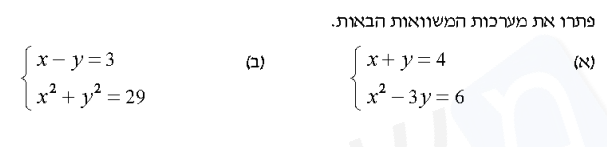 פתרו את מערכות המשוואות הבאות.
(א) x + y = 4
x² − 3y = 6
(ב) x − y = 3
x² + y² = 29